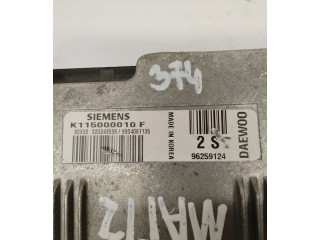 374
SIEMENS
K115000010 F
MADE IN KOREA
2 S
96259124
DAEWOO
MATIZ